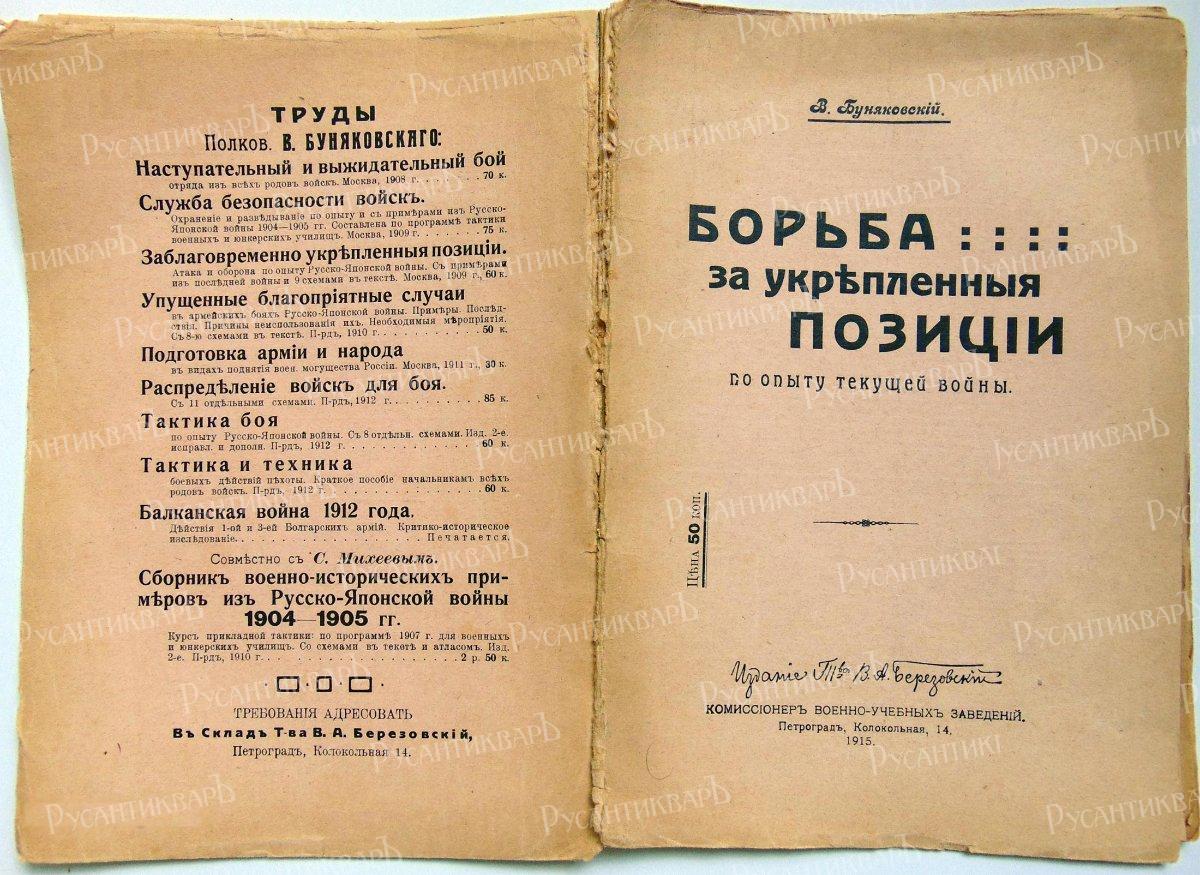 ТРУДЫ
Полков. В. БУНЯКОВСКЯГО:
Наступательный и выжидательный бой
отряда изъ всѣхъ родовъ войскъ. Москва, 1908 г. . . . . . . . 70 к.
Служба безопасности войскъ.
Охраненіе и развѣдываніе по опыту и съ примѣрами изъ Русско-
Японской войны 1904—1905 гг. Составлена по программѣ тактики
военныхъ и юнкерскихъ училищъ. Москва, 1909 г. . . . . . . . 75 к.
Заблаговременно укрѣпленныя позиціи.
Атака и оборона по опыту Русско-Японской войны. Съ примѣрами
изъ последней войны и 9 схемами въ текстѣ. Москва, 1909 г., 60 к.
Упущенные благопріятные случаи
въ армейскихъ бояхъ Русско-Японской войны. Примѣры. Послѣд-
ствія. Причины неиспользованія ихъ. Необходимыя мѣропріятія.
Съ 8-ю схемами въ текстѣ. П-рдъ, 1910 г. . . . . . . . . . 50 к.
Подготовка арміи и народа
въ видахъ поднятія воен. могущества Россіи. Москва, 1911 г., 30 к.
Распредѣленіе войскъ для боя.
Съ 11 отдѣльными схемами. П-рдъ, 1912 г. . . . . . . . . . 85 к.
Тактика боя
по опыту Русско-Японской войны. Съ 8 отдѣльн. схемами. Изд. 2-е.
исправл. и дополн. П-рдъ, 1912 г. . . . . . . . . . . . . 60 к.
Тактика и техника
боевыхъ дѣйствій пѣхоты. Краткое пособіе начальникамъ всѣхъ
родовъ войскъ. П-рдъ, 1912 г. . . . . . . . . . . . . . . 60 к.
Балканская война 1912 года.
Дѣйствія 1-ой и 3-ей Болгарскихъ армій. Критико-историческое
изслѣдованіе. . . . . . . . . . . . . . . . . . Печатается.
Совмѣстно съ С. Михеевымъ.
Сборникъ военно-историческихъ при-
мѣровъ изъ Русско-Японской войны
1904—1905 гг.
Курсъ прикладной тактики: по программѣ 1907 г. для военныхъ
и юнкерскихъ училищъ. Со схемами въ текстѣ и атласомъ. Изд.
2-е. П-рдъ, 1910 г. . . . . . . . . . . . . . . . . . 2 р. 50 к.
ТРЕБОВАНІЯ АДРЕСОВАТЬ
Въ Складъ Т-ва В. А. Березовскій,
Петроградъ, Колокольная 14.
В. Буняковскій.
БОРЬБА : : : :
за укрѣпленныя
ПОЗИЦІИ
по опыту текущей войны.
Цѣна 50 коп.
Изданіе Т-ва В. А. Березовскій
КОМИССІОНЕРЪ ВОЕННО-УЧЕБНЫХЪ ЗАВЕДЕНІЙ.
Петроградъ, Колокольная, 14.
1915.
РУСАНТИКВАРЪ